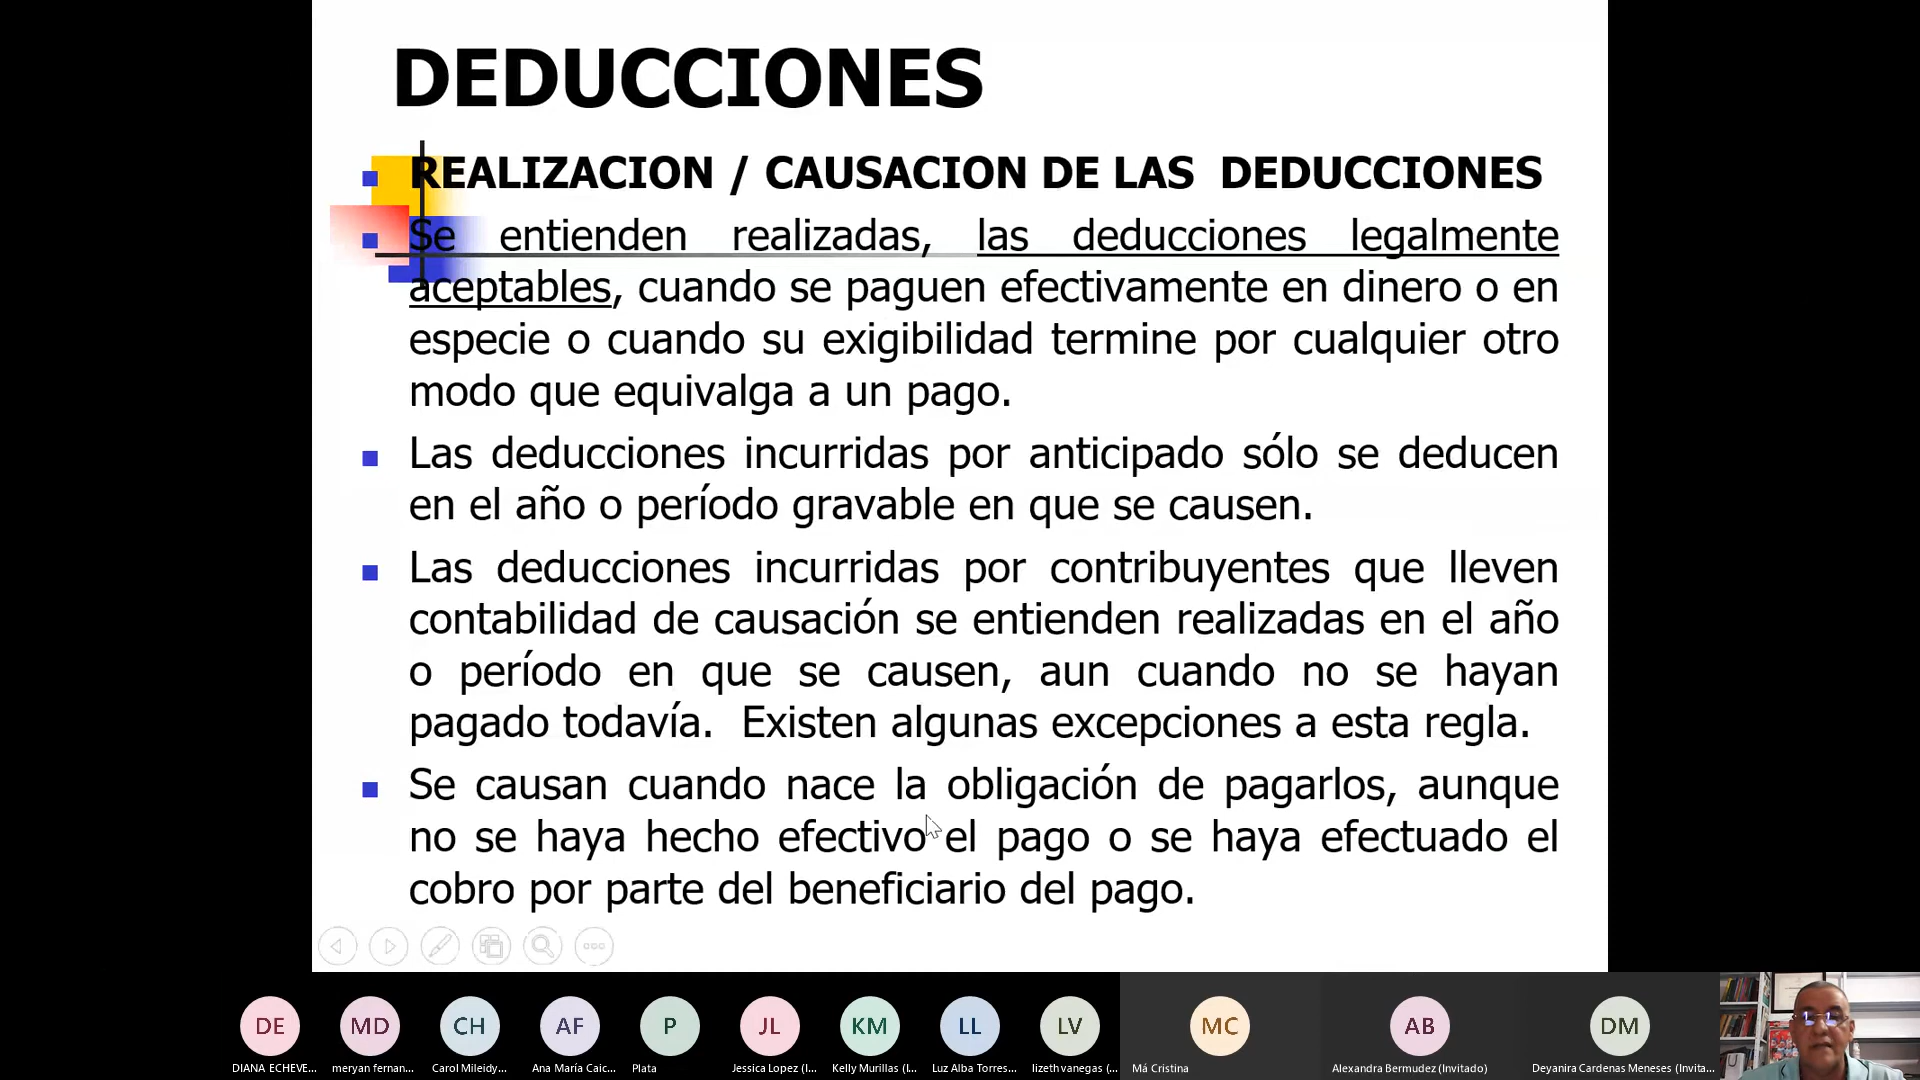 DEDUCCIONES
REALIZACION / CAUSACION DE LAS DEDUCCIONES
Se entienden realizadas, las deducciones legalmente
aceptables, cuando se paguen efectivamente en dinero o en
especie o cuando su exigibilidad termine por cualquier otro
modo que equivalga a un pago.
Las deducciones incurridas por anticipado sólo se deducen
en el año o período gravable en que se causen.
Las deducciones incurridas por contribuyentes que lleven
contabilidad de causación se entienden realizadas en el año
o período en que se causen, aun cuando no se hayan
pagado todavía. Existen algunas excepciones a esta regla.
Se causan cuando nace la obligación de pagarlos, aunque
no se haya hecho efectivo el pago o se haya efectuado el
cobro por parte del beneficiario del pago.
DE MD CH AF P JL KM LL LV MC AB DM
DIANA ECHEVE... meryan fernan... Carol Mileidy... Ana María Caic... Plata Jessica Lopez (I... Kelly Murillas (I... Luz Alba Torres... lizeth vanegas (... Má Cristina Alexandra Bermudez (Invitado) Deyanira Cardenas Meneses (Invita...